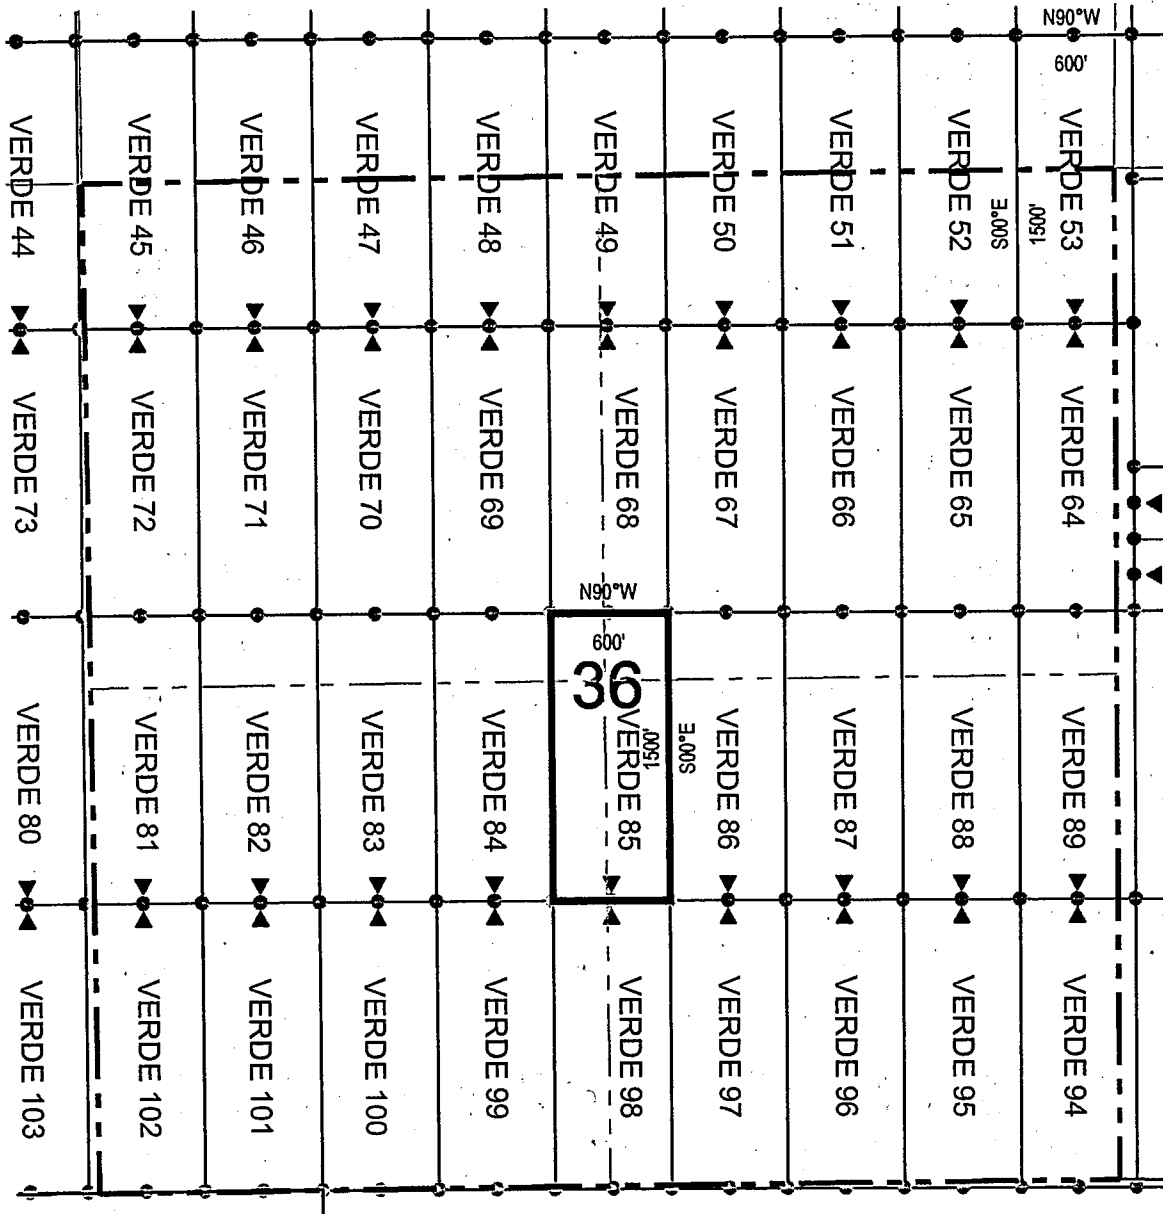 N90°W
600'
VERDE 44
VERDE 45
VERDE 46
VERDE 47
VERDE 48
VERDE 49
VERDE 50
VERDE 51
VERDE 52
S00°E
1500'
VERDE 53
VERDE 73
VERDE 72
VERDE 71
VERDE 70
VERDE 69
VERDE 68
VERDE 67
VERDE 66
VERDE 65
VERDE 64
N90°W
600'
36
VERDE 80
VERDE 81
VERDE 82
VERDE 83
VERDE 84
VERDE 85
1500'
S00°E
VERDE 86
VERDE 87
VERDE 88
VERDE 89
VERDE 103
VERDE 102
VERDE 101
VERDE 100
VERDE 99
VERDE 98
VERDE 97
VERDE 96
VERDE 95
VERDE 94